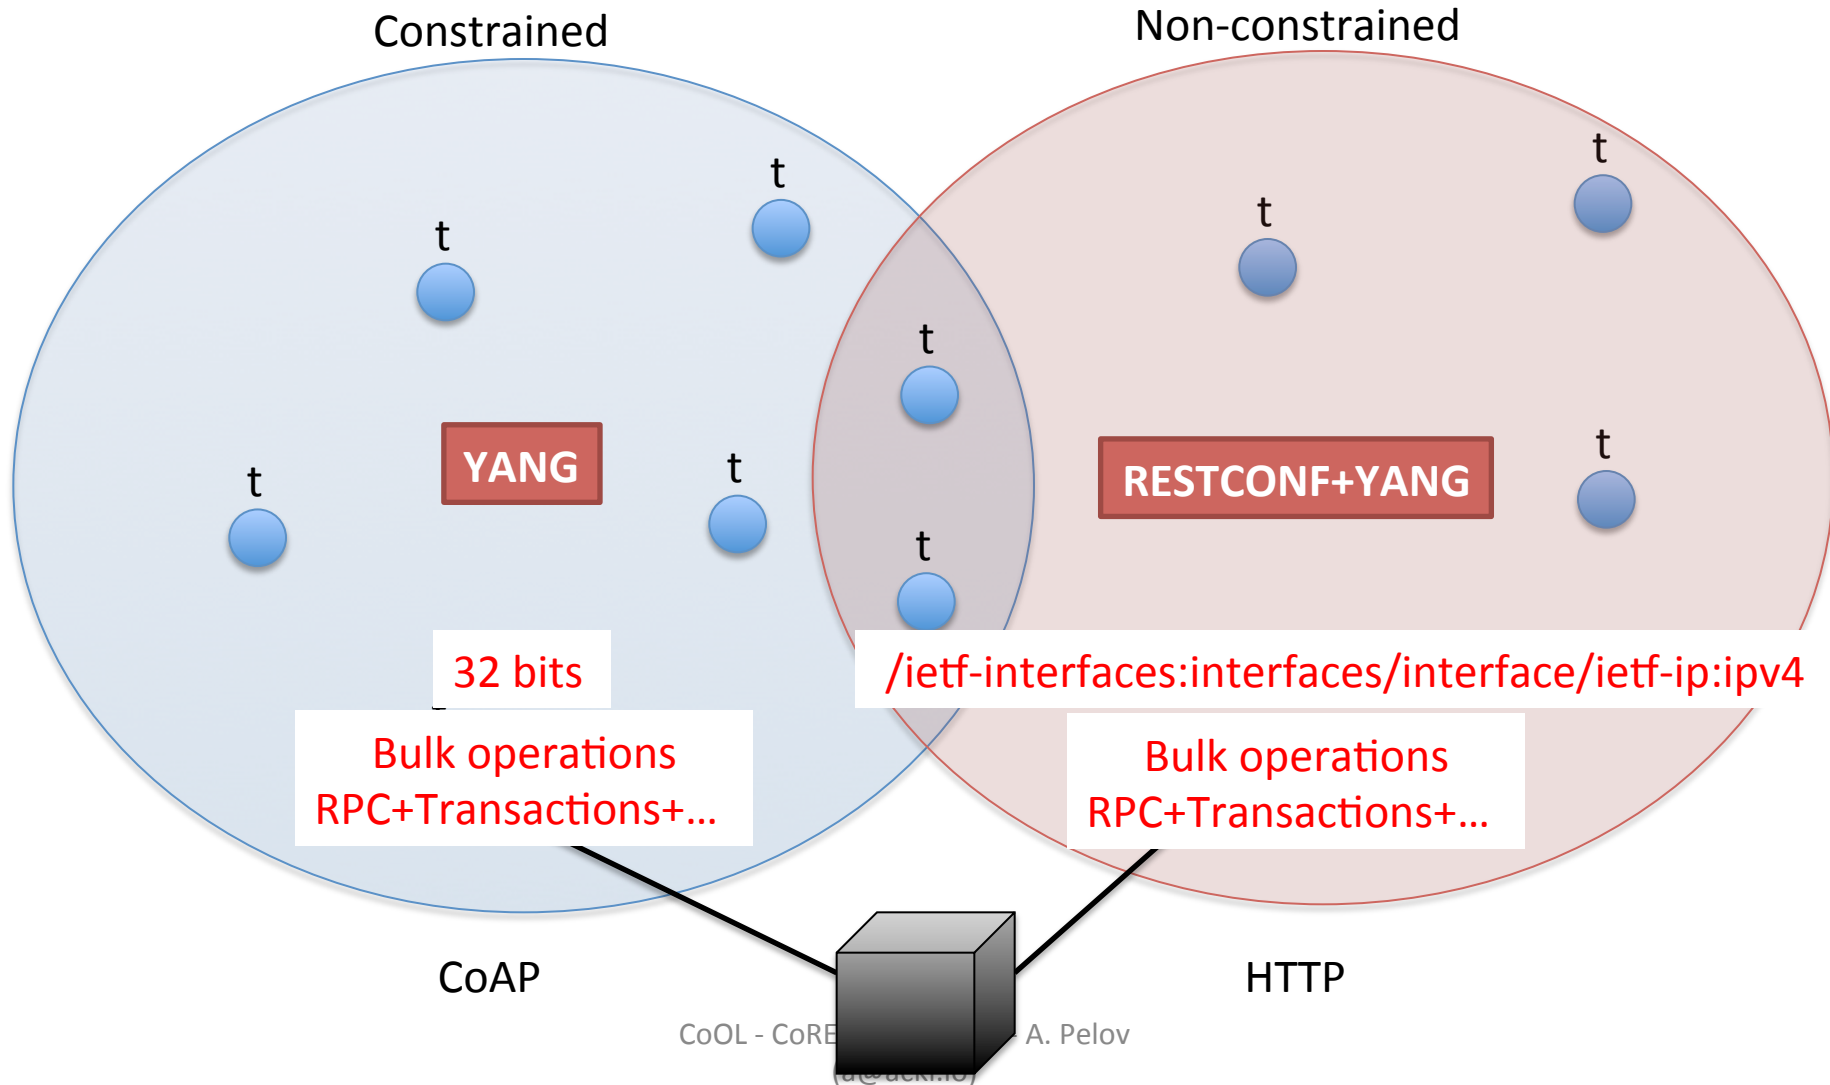 Constrained
Non-constrained
t
t
t
t
t
t
t
t
t
t
YANG
RESTCONF+YANG
32 bits
/ietf-interfaces:interfaces/interface/ietf-ip:ipv4
Bulk operations
RPC+Transactions+...
Bulk operations
RPC+Transactions+...
CoAP
HTTP
CoOL - CoRE A. Pelov